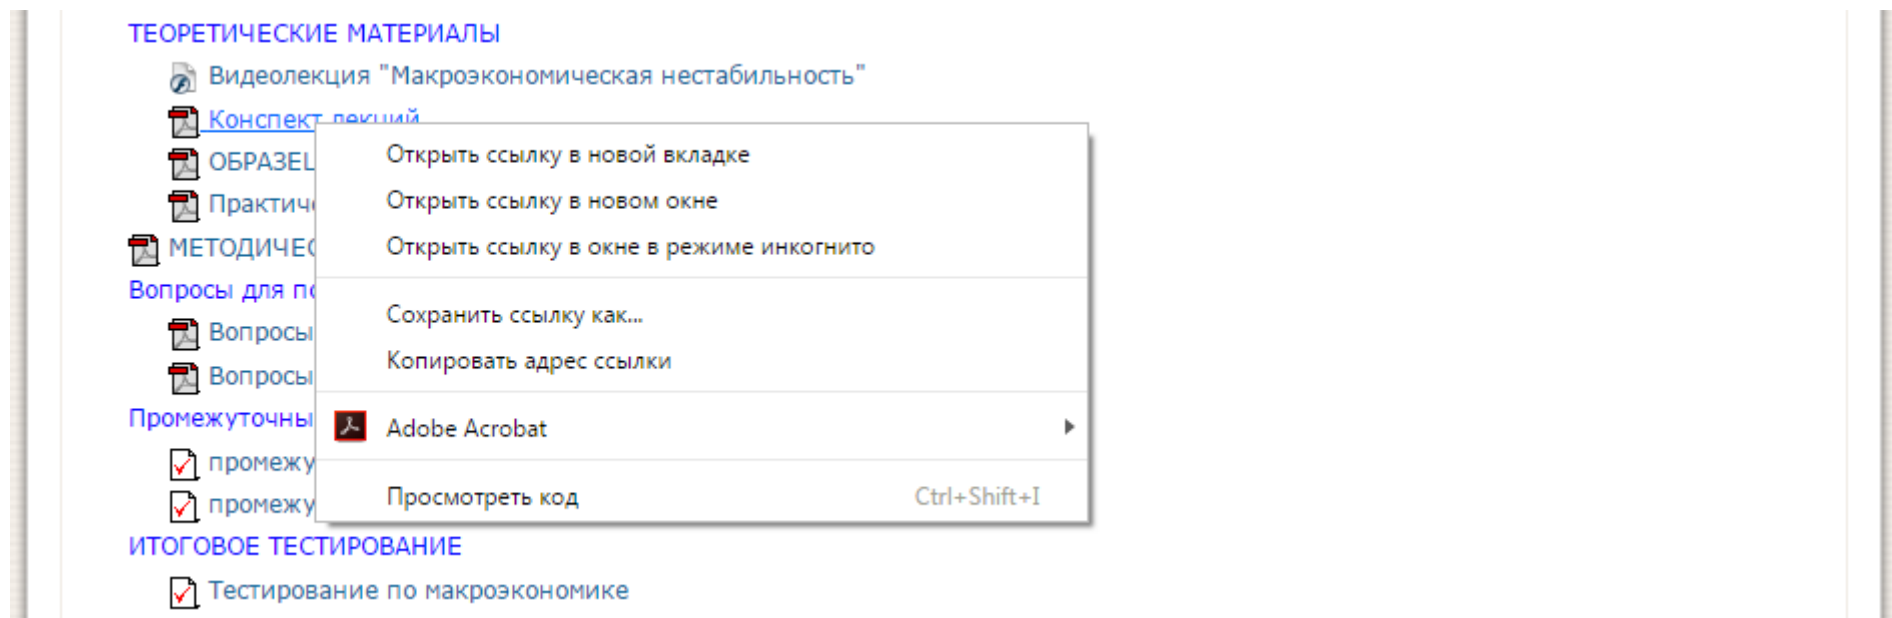 ТЕОРЕТИЧЕСКИЕ МАТЕРИАЛЫ
Видеолекция "Макроэкономическая нестабильность"
Конспект лекций
ОБРАЗЕЦ
Открыть ссылку в новой вкладке
Практиче
Открыть ссылку в новом окне
МЕТОДИЧЕС
Открыть ссылку в окне в режиме инкогнито
Вопросы для по
Сохранить ссылку как...
Вопросы
Копировать адрес ссылки
Вопросы
Промежуточны
Adobe Acrobat
промежу
Просмотреть код Ctrl+Shift+I
промежу
ИТОГОВОЕ ТЕСТИРОВАНИЕ
Тестирование по макроэкономике